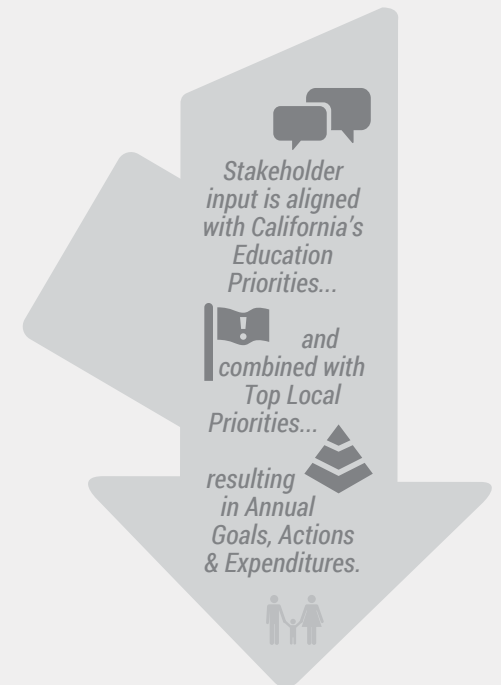 Stakeholder
input is aligned
with California's
Education
Priorities...
!
and
combined with
Top Local
Priorities...
resulting
in Annual
Goals, Actions
& Expenditures.